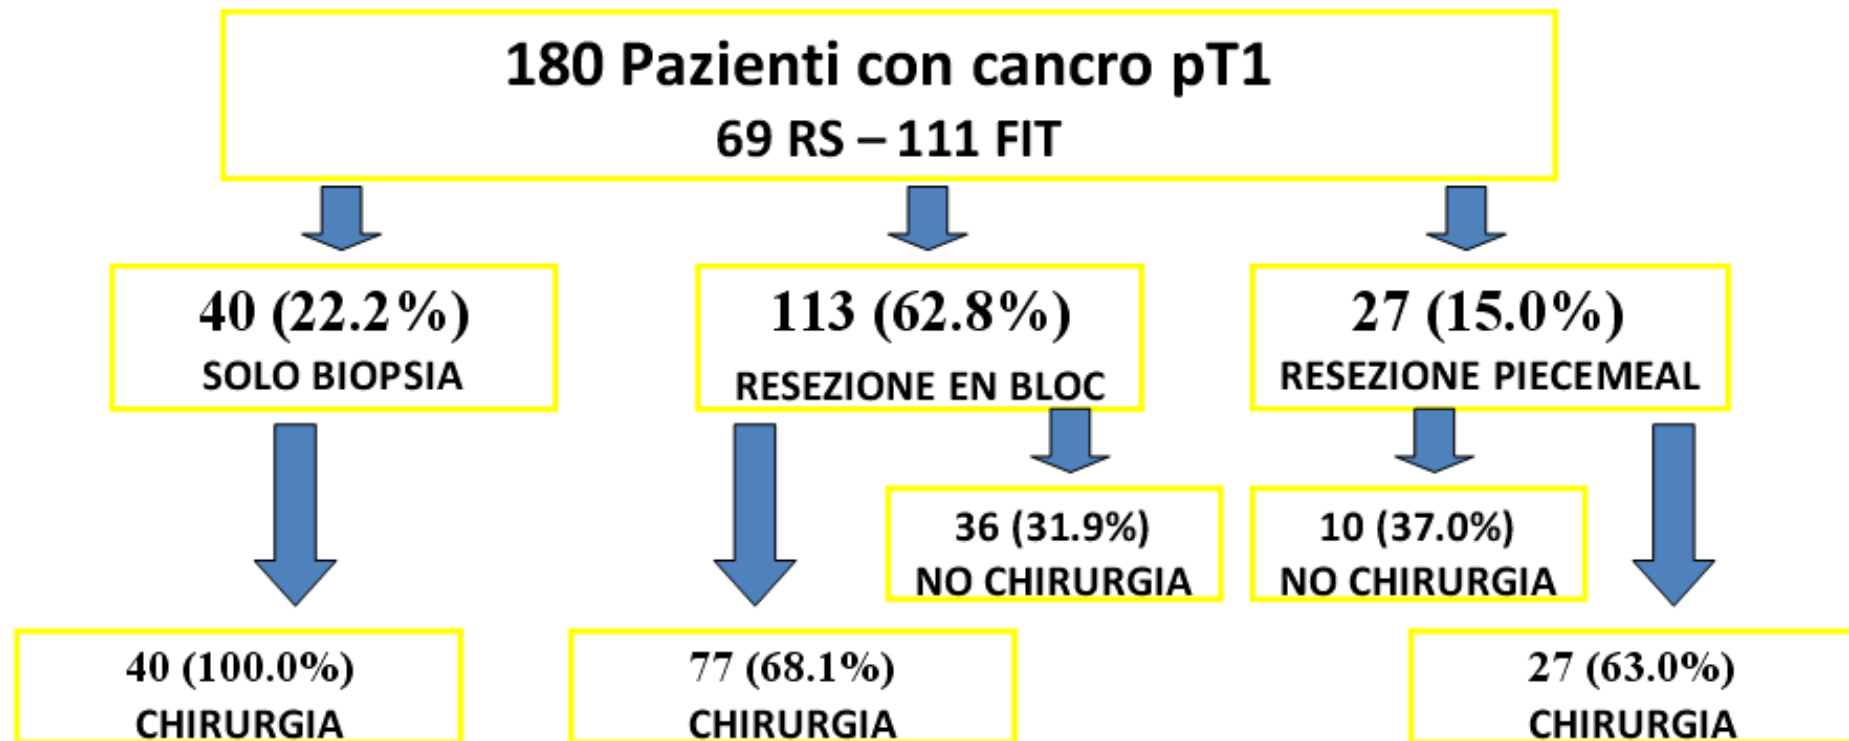 180 Pazienti con cancro pT1
69 RS – 111 FIT
40 (22.2%)
SOLO BIOPSIA
113 (62.8%)
RESEZIONE EN BLOC
27 (15.0%)
RESEZIONE PIECEMEAL
36 (31.9%)
NO CHIRURGIA
10 (37.0%)
NO CHIRURGIA
40 (100.0%)
CHIRURGIA
77 (68.1%)
CHIRURGIA
27 (63.0%)
CHIRURGIA